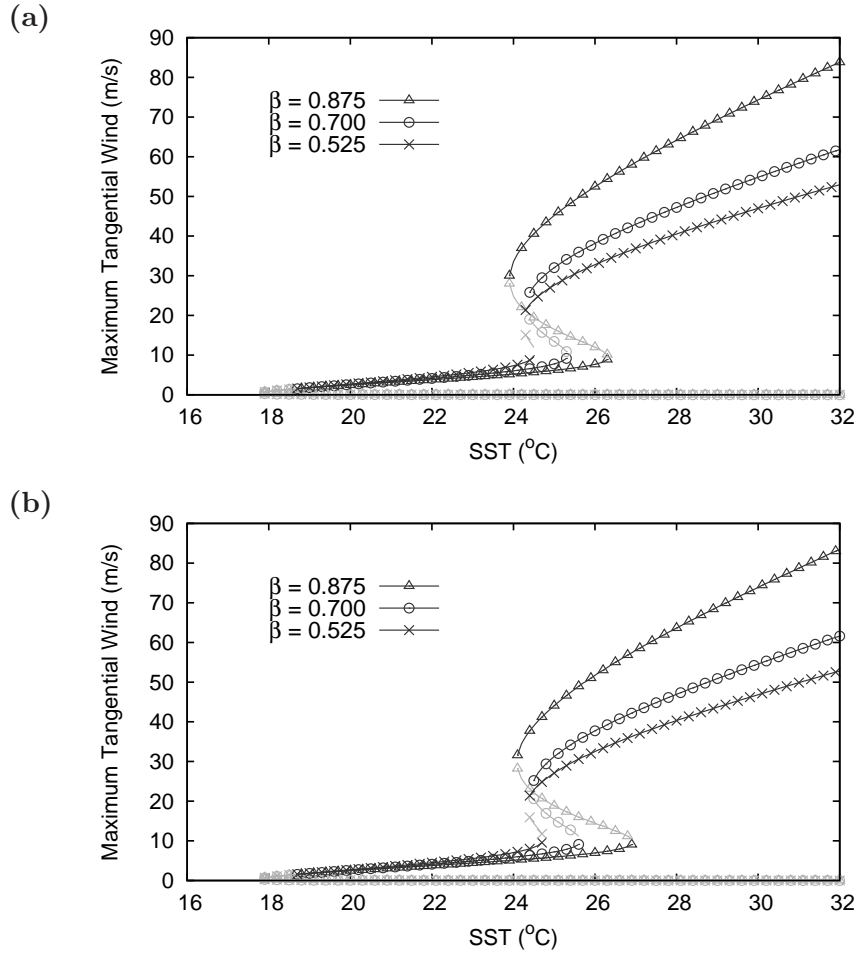 (a)
90
80
70
60
50
40
30
20
10
0
Maximum Tangential Wind (m/s)
β = 0.875
β = 0.700
β = 0.525
16 18 20 22 24 26 28 30 32
SST (°C)
(b)
90
80
70
60
50
40
30
20
10
0
Maximum Tangential Wind (m/s)
β = 0.875
β = 0.700
β = 0.525
16 18 20 22 24 26 28 30 32
SST (°C)